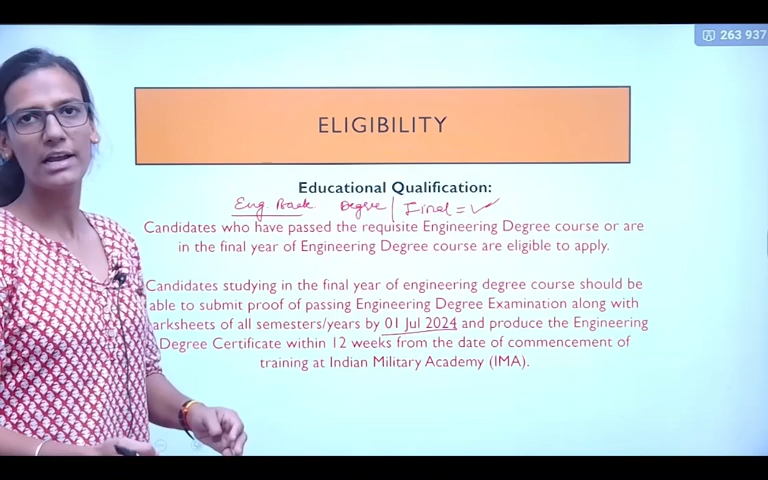 263 937
ELIGIBILITY
Educational Qualification:
Eng. Back Degree / Final = ✓
Candidates who have passed the requisite Engineering Degree course or are
in the final year of Engineering Degree course are eligible to apply.
Candidates studying in the final year of engineering degree course should be
able to submit proof of passing Engineering Degree Examination along with
arksheets of all semesters/years by 01 Jul 2024 and produce the Engineering
Degree Certificate within 12 weeks from the date of commencement of
training at Indian Military Academy (IMA).